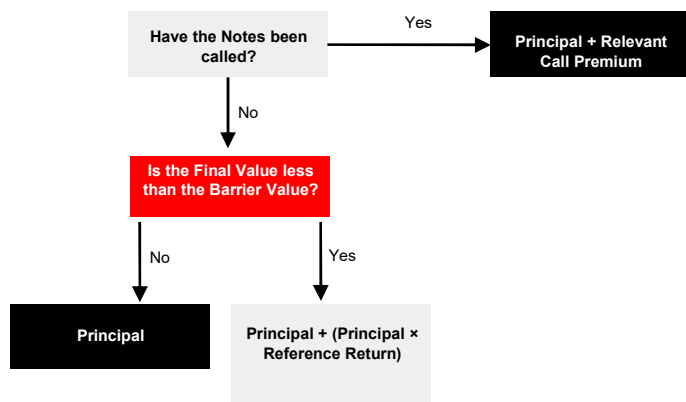 Have the Notes been
called?
Yes
Principal + Relevant
Call Premium
No
Is the Final Value less
than the Barrier Value?
No
Yes
Principal
Principal + (Principal ×
Reference Return)